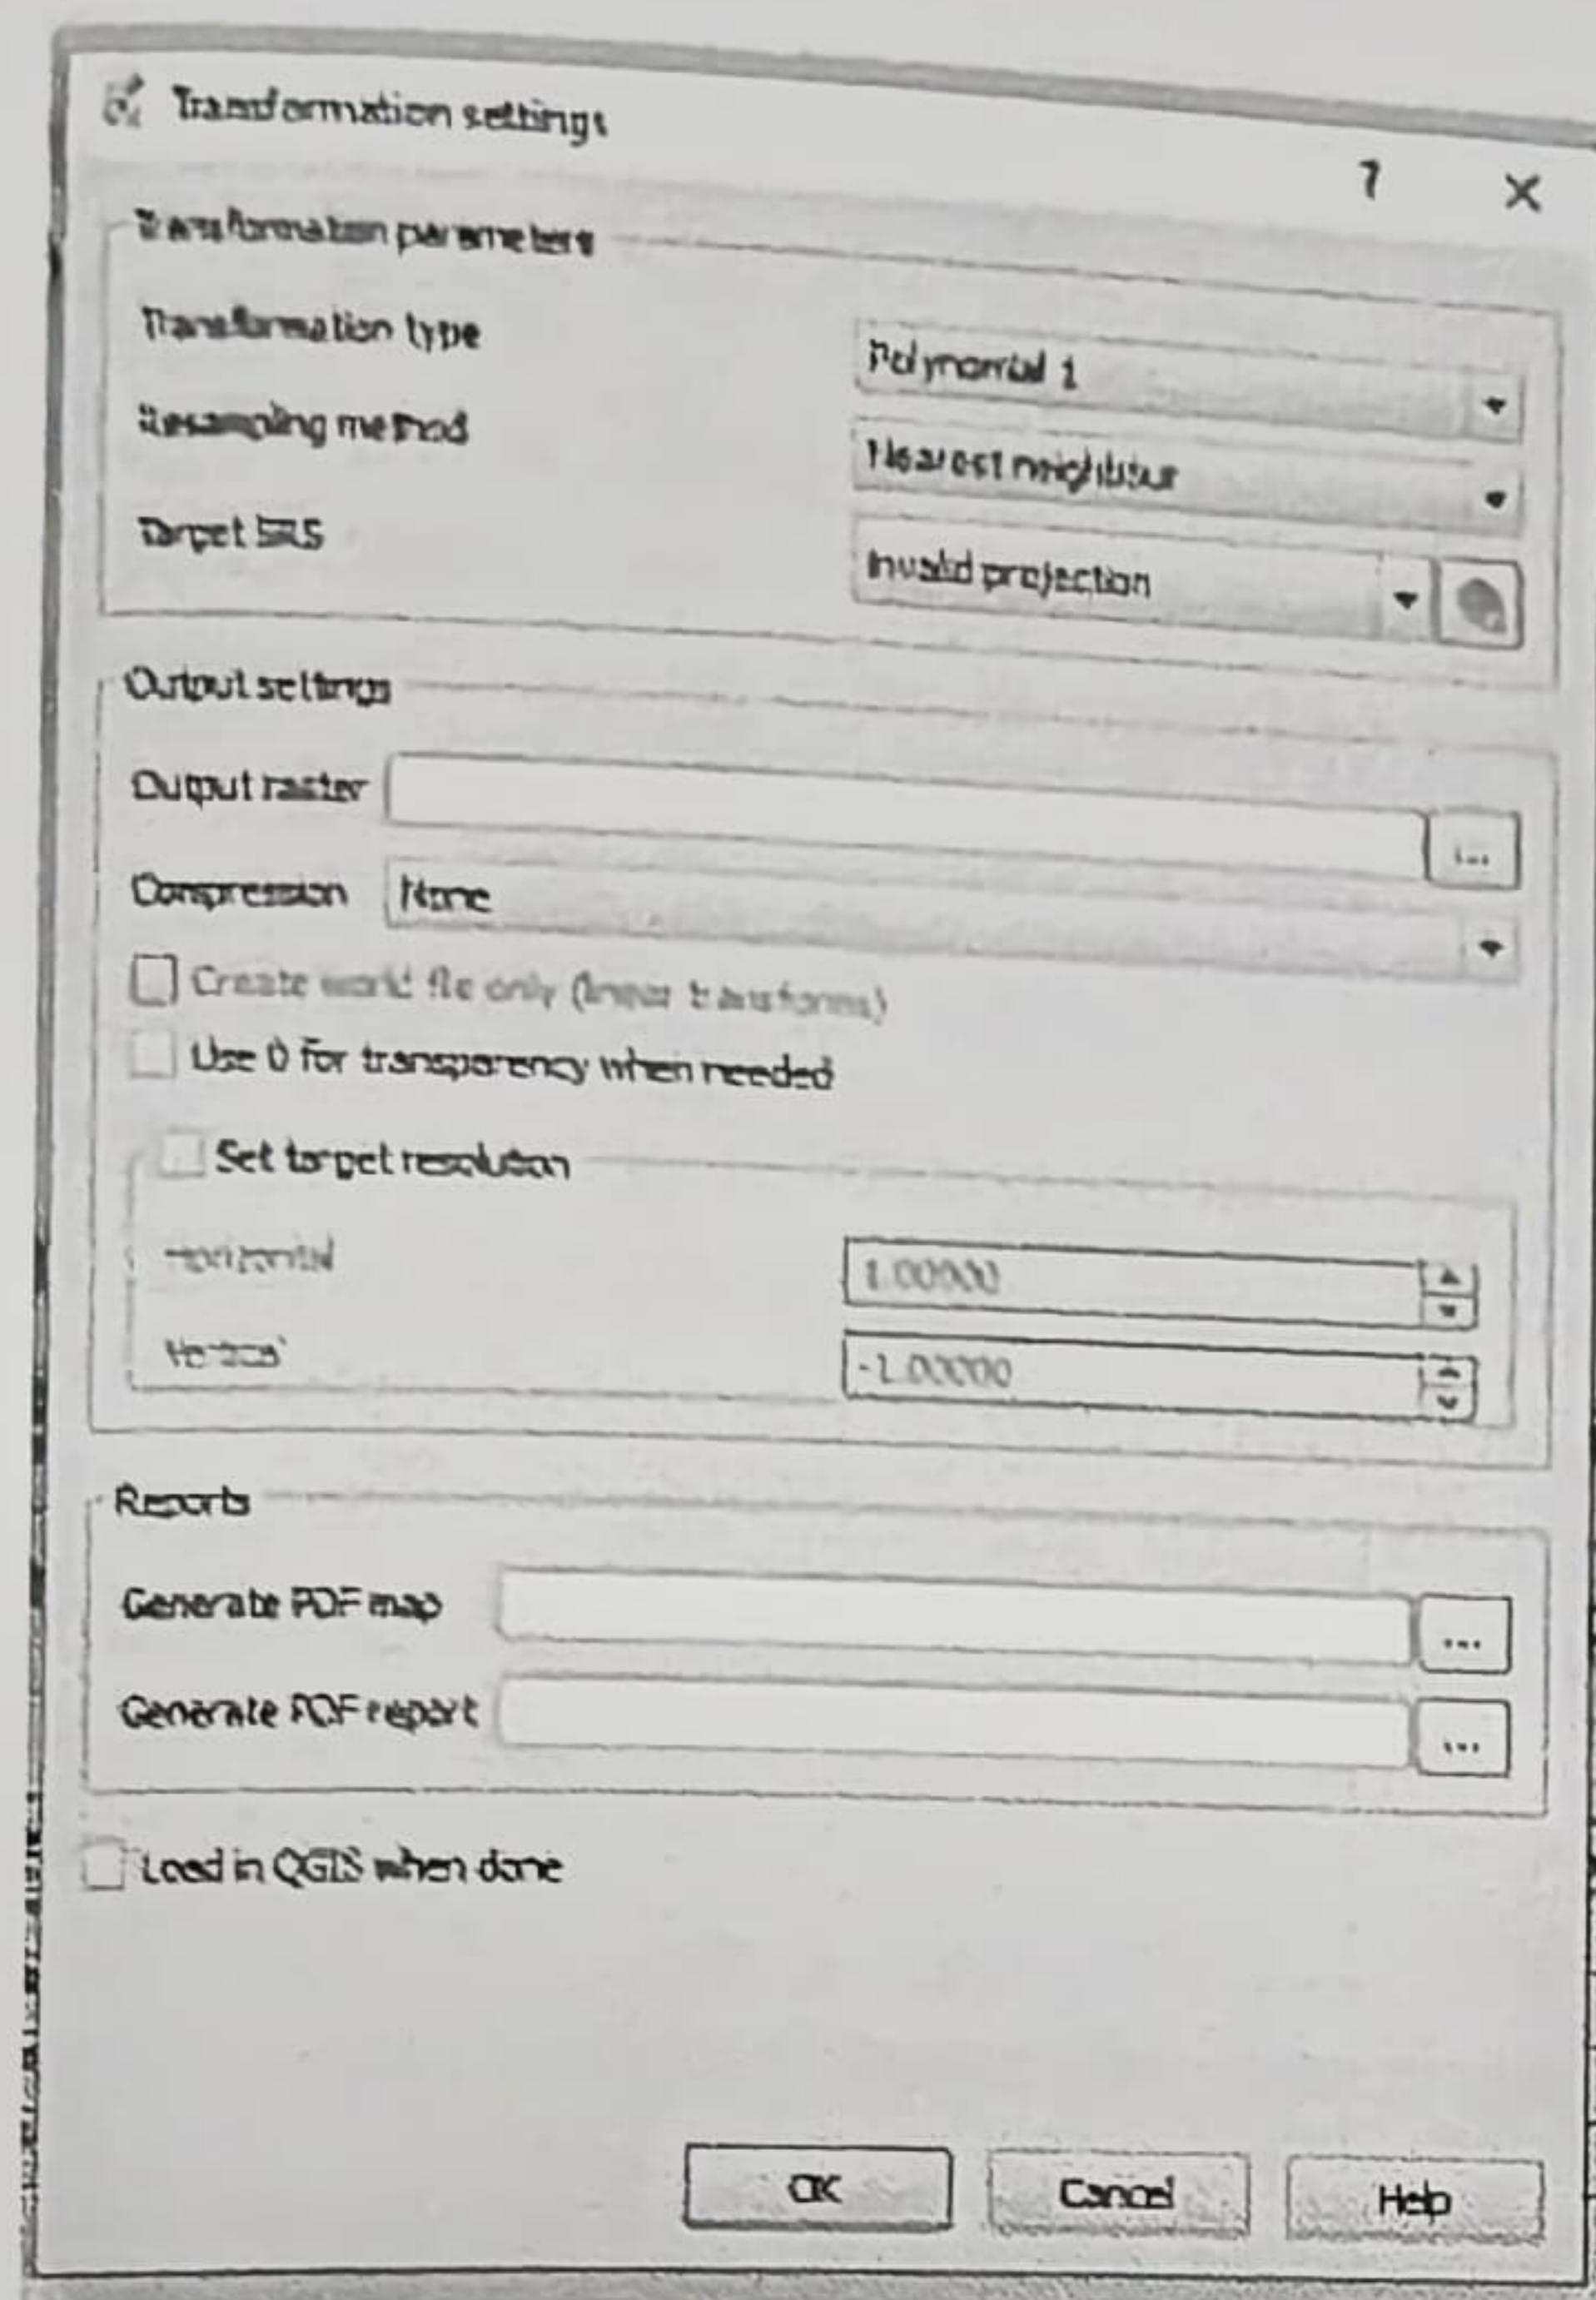 Transformation settings
? X
Transformation parameters
Transformation type Polynomial 1
Resampling method Nearest neighbour
Target SRS Invalid projection
Output settings
Output raster ...
Compression None
Create world file only (linear transforms)
Use 0 for transparency when needed
Set target resolution
Horizontal 1.00000
Vertical -1.00000
Reports
Generate PDF map ...
Generate PDF report ...
Load in QGIS when done
OK Cancel Help